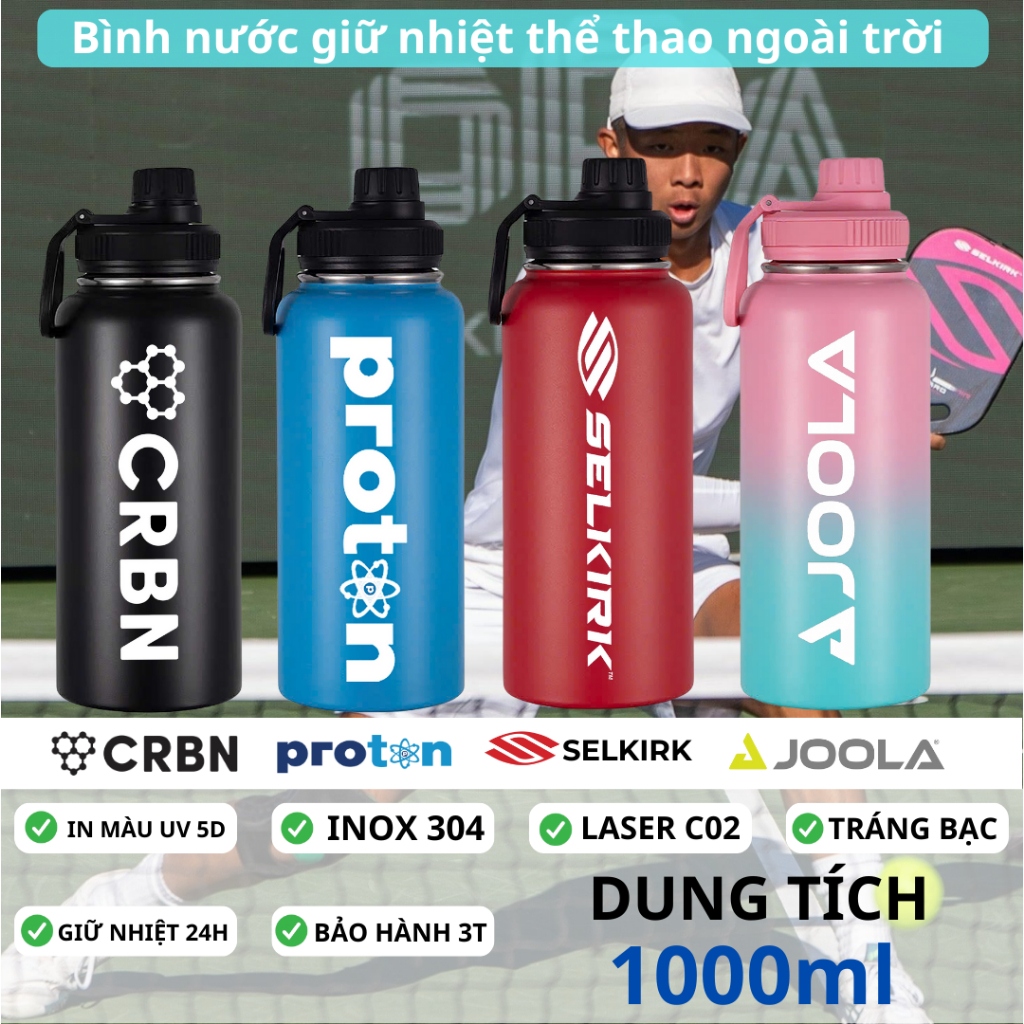 Bình nước giữ nhiệt thể thao ngoài trời
CRBN
proton
SELKIRK™
JOOLA
SELKIRK
CRBN
proton
SELKIRK
JOOLA®
IN MÀU UV 5D
INOX 304
LASER C02
TRÁNG BẠC
GIỮ NHIỆT 24H
BẢO HÀNH 3T
DUNG TÍCH
1000ml